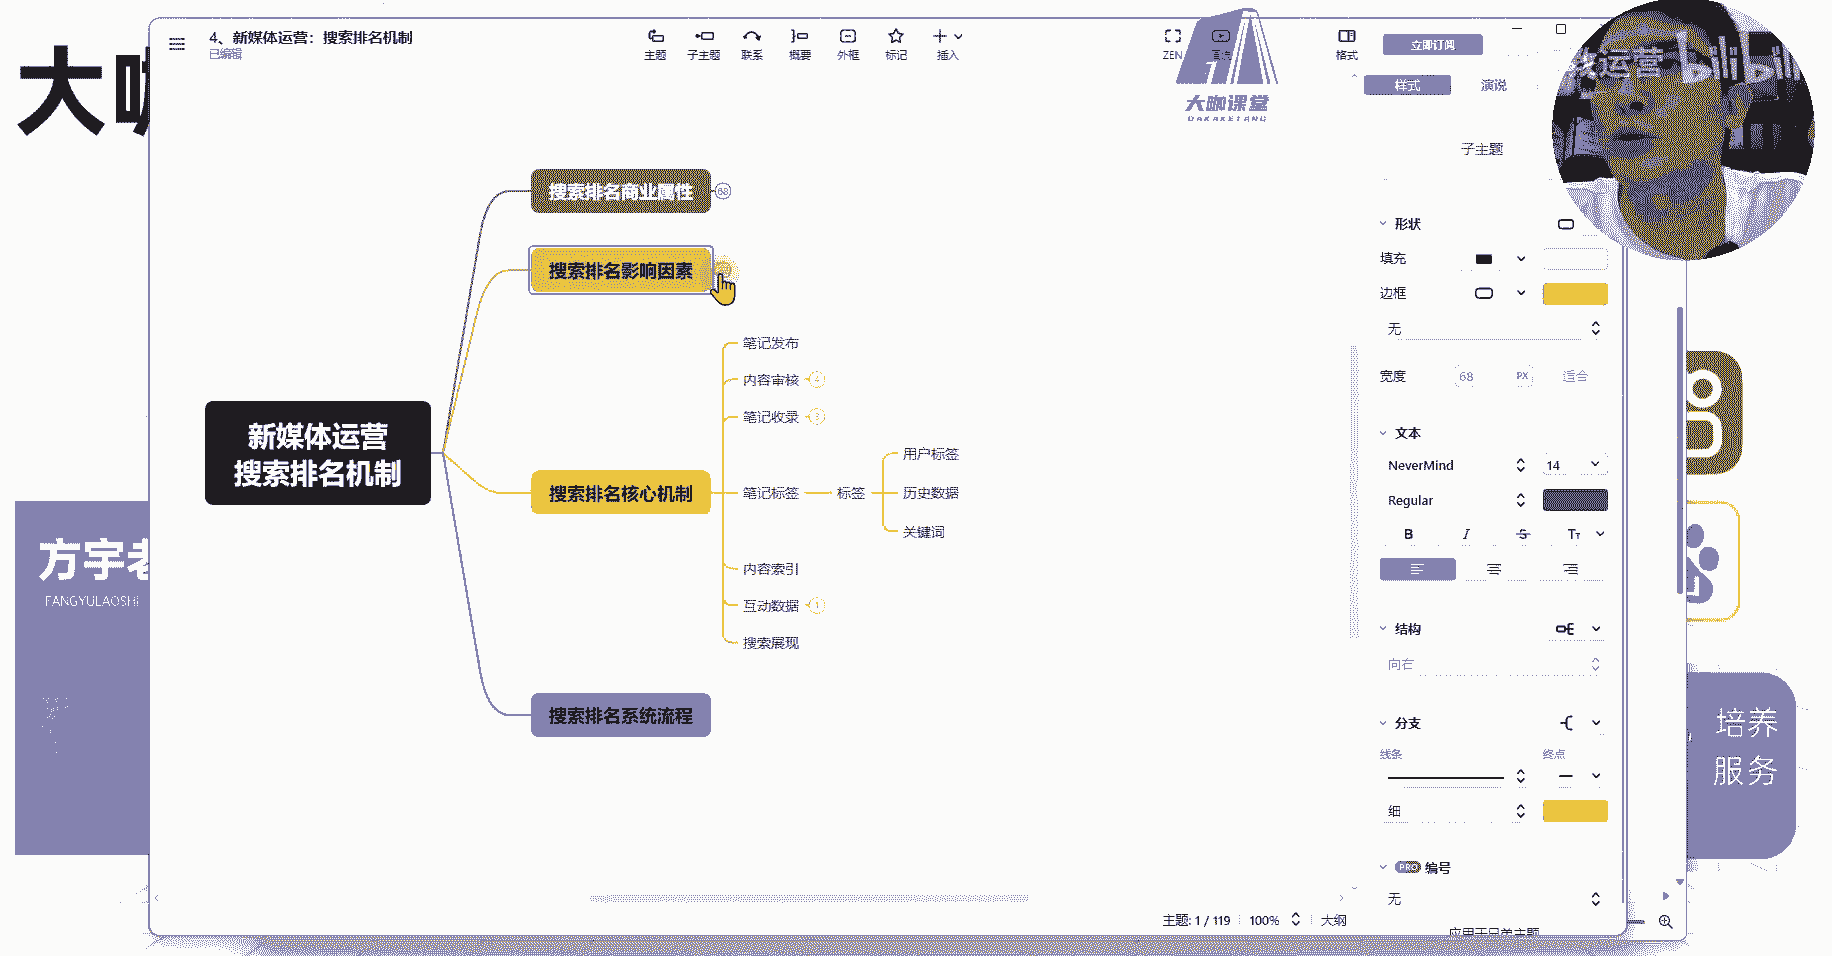 4、新媒体运营：搜索排名机制
已编辑
主题
子主题
联系
概要
外框
标记
插入
ZEN
格式
立即订阅
大咖课堂
DAKAKETANG
样式
演说
运营 bilibili
子主题
大
方宇老
FANGYULAOSHI
新媒体运营
搜索排名机制
搜索排名商业属性
68
搜索排名影响因素
搜索排名核心机制
笔记发布
内容审核
4
笔记收录
3
笔记标签
标签
用户标签
历史数据
关键词
内容索引
互动数据
1
搜索展现
搜索排名系统流程
形状
填充
边框
无
宽度
68
PX
适合
文本
NeverMind
14
Regular
B
I
S
TT
结构
向右
分支
线条
终点
细
PRO 编号
无
应用于兄弟主题
主题: 1 / 119
100%
大纲
培养
服务